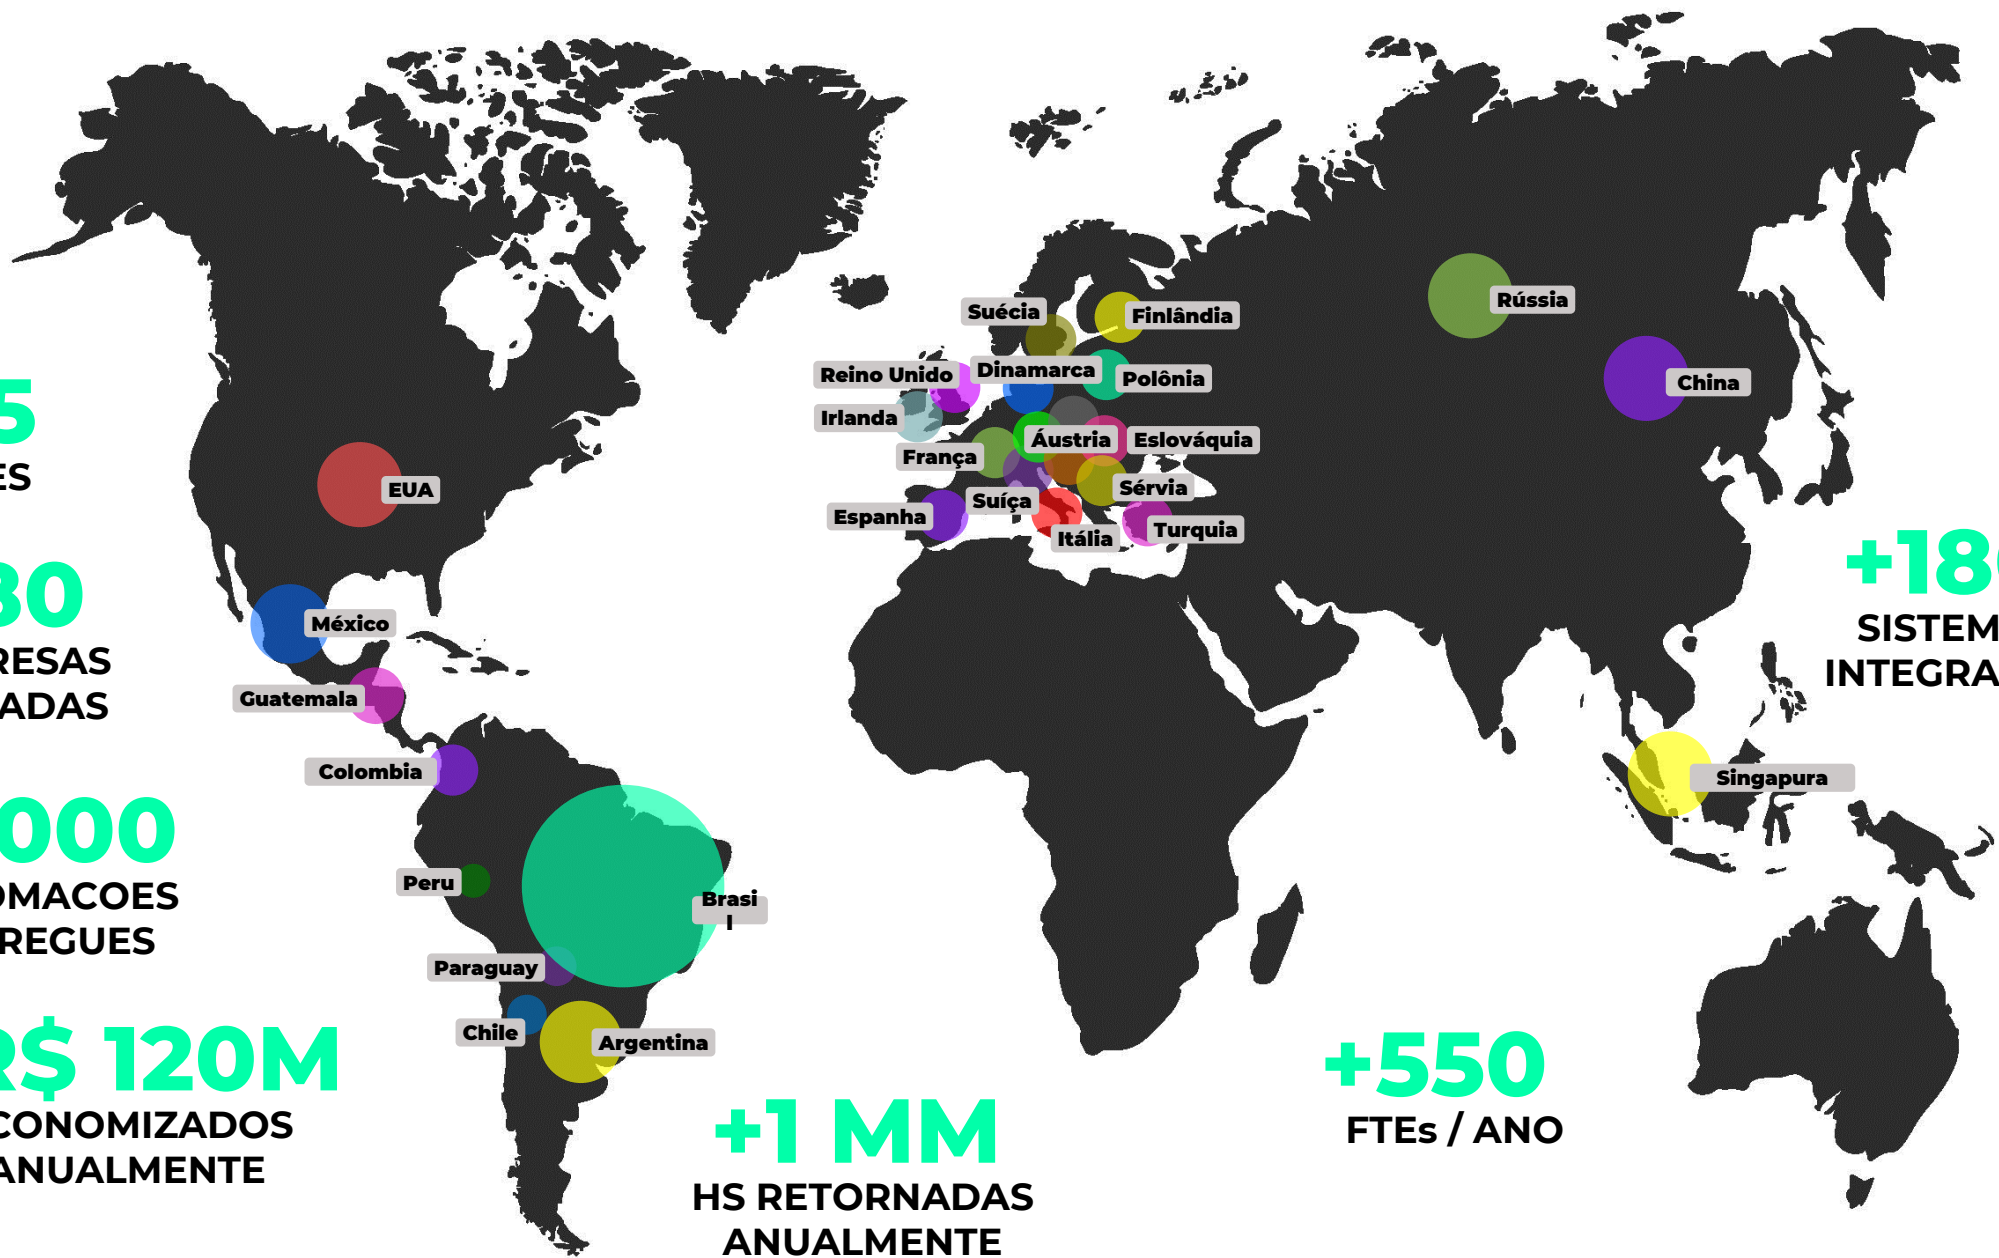 Suécia
Finlândia
Rússia
Reino Unido
Dinamarca
Polônia
China
Irlanda
Áustria
Eslováquia
França
EUA
Sérvia
Suíça
Espanha
Itália
Turquia
México
Guatemala
Colombia
Singapura
Peru
Brasi
l
Paraguay
Chile
Argentina
5
ES
80
RESAS
ADAS
000
OMACOES
REGUES
R$ 120M
CONOMIZADOS
ANUALMENTE
+1 MM
HS RETORNADAS
ANUALMENTE
+550
FTEs / ANO
+18
SISTEM
INTEGRA